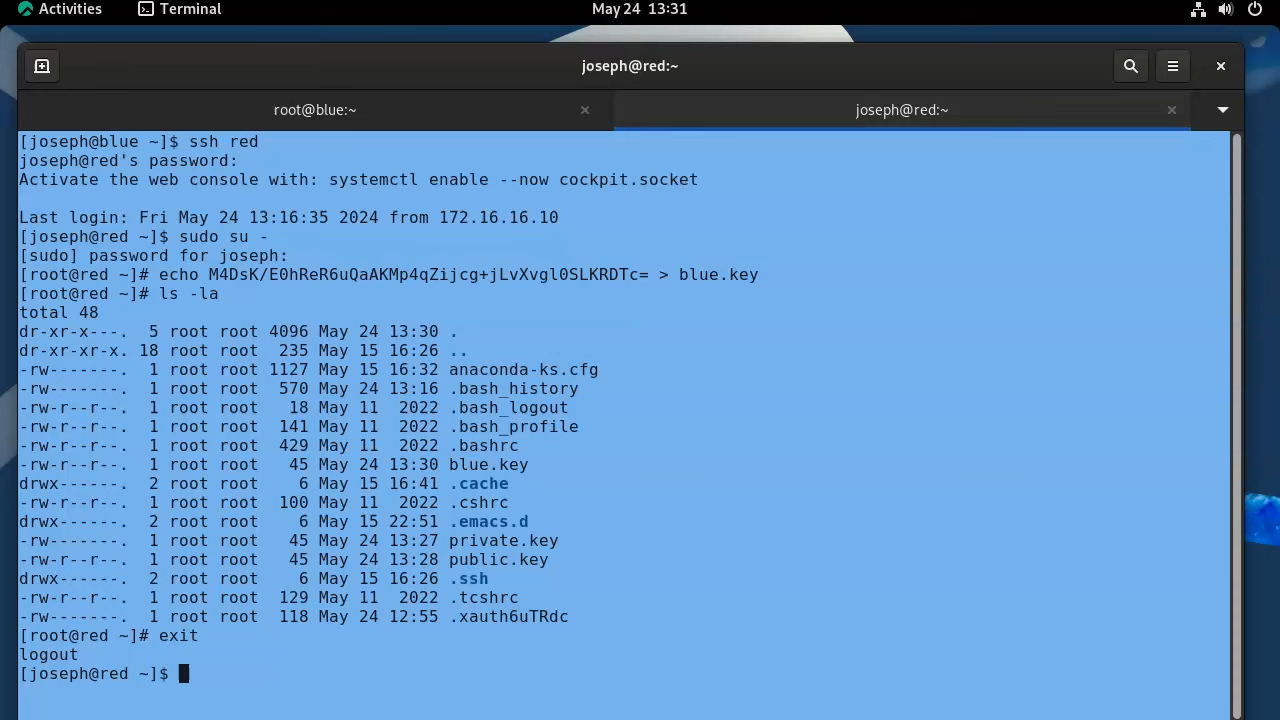 Activities Terminal May 24 13:31
joseph@red:~
root@blue:~ joseph@red:~
[joseph@blue ~]$ ssh red
joseph@red's password:
Activate the web console with: systemctl enable --now cockpit.socket
Last login: Fri May 24 13:16:35 2024 from 172.16.16.10
[joseph@red ~]$ sudo su -
[sudo] password for joseph:
[root@red ~]# echo M4DsK/E0hReR6uQaAKMp4qZijcg+jLvXvgl0SLKRDTc= > blue.key
[root@red ~]# ls -la
total 48
dr-xr-x---. 5 root root 4096 May 24 13:30 .
dr-xr-xr-x. 18 root root 235 May 15 16:26 ..
-rw-------. 1 root root 1127 May 15 16:32 anaconda-ks.cfg
-rw-------. 1 root root 570 May 24 13:16 .bash_history
-rw-r--r--. 1 root root 18 May 11 2022 .bash_logout
-rw-r--r--. 1 root root 141 May 11 2022 .bash_profile
-rw-r--r--. 1 root root 429 May 11 2022 .bashrc
-rw-r--r--. 1 root root 45 May 24 13:30 blue.key
drwx------. 2 root root 6 May 15 16:41 .cache
-rw-r--r--. 1 root root 100 May 11 2022 .cshrc
drwx------. 2 root root 6 May 15 22:51 .emacs.d
-rw-------. 1 root root 45 May 24 13:27 private.key
-rw-r--r--. 1 root root 45 May 24 13:28 public.key
drwx------. 2 root root 6 May 15 16:26 .ssh
-rw-r--r--. 1 root root 129 May 11 2022 .tcshrc
-rw-------. 1 root root 118 May 24 12:55 .xauth6uTRdc
[root@red ~]# exit
logout
[joseph@red ~]$